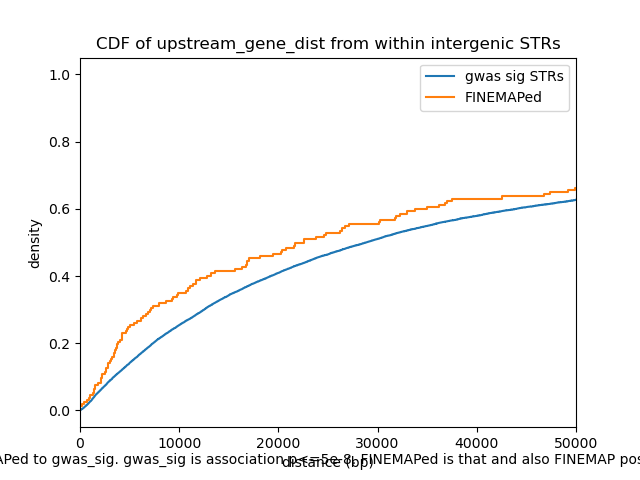 CDF of upstream_gene_dist from within intergenic STRs
gwas sig STRs
FINEMAPed
density
1.0
0.8
0.6
0.4
0.2
0.0
0
10000
20000
30000
40000
50000
distance (bp)
to gwas_sig. gwas_sig is association p<=5e-8. FINEMAPed is that and also FINEMAP